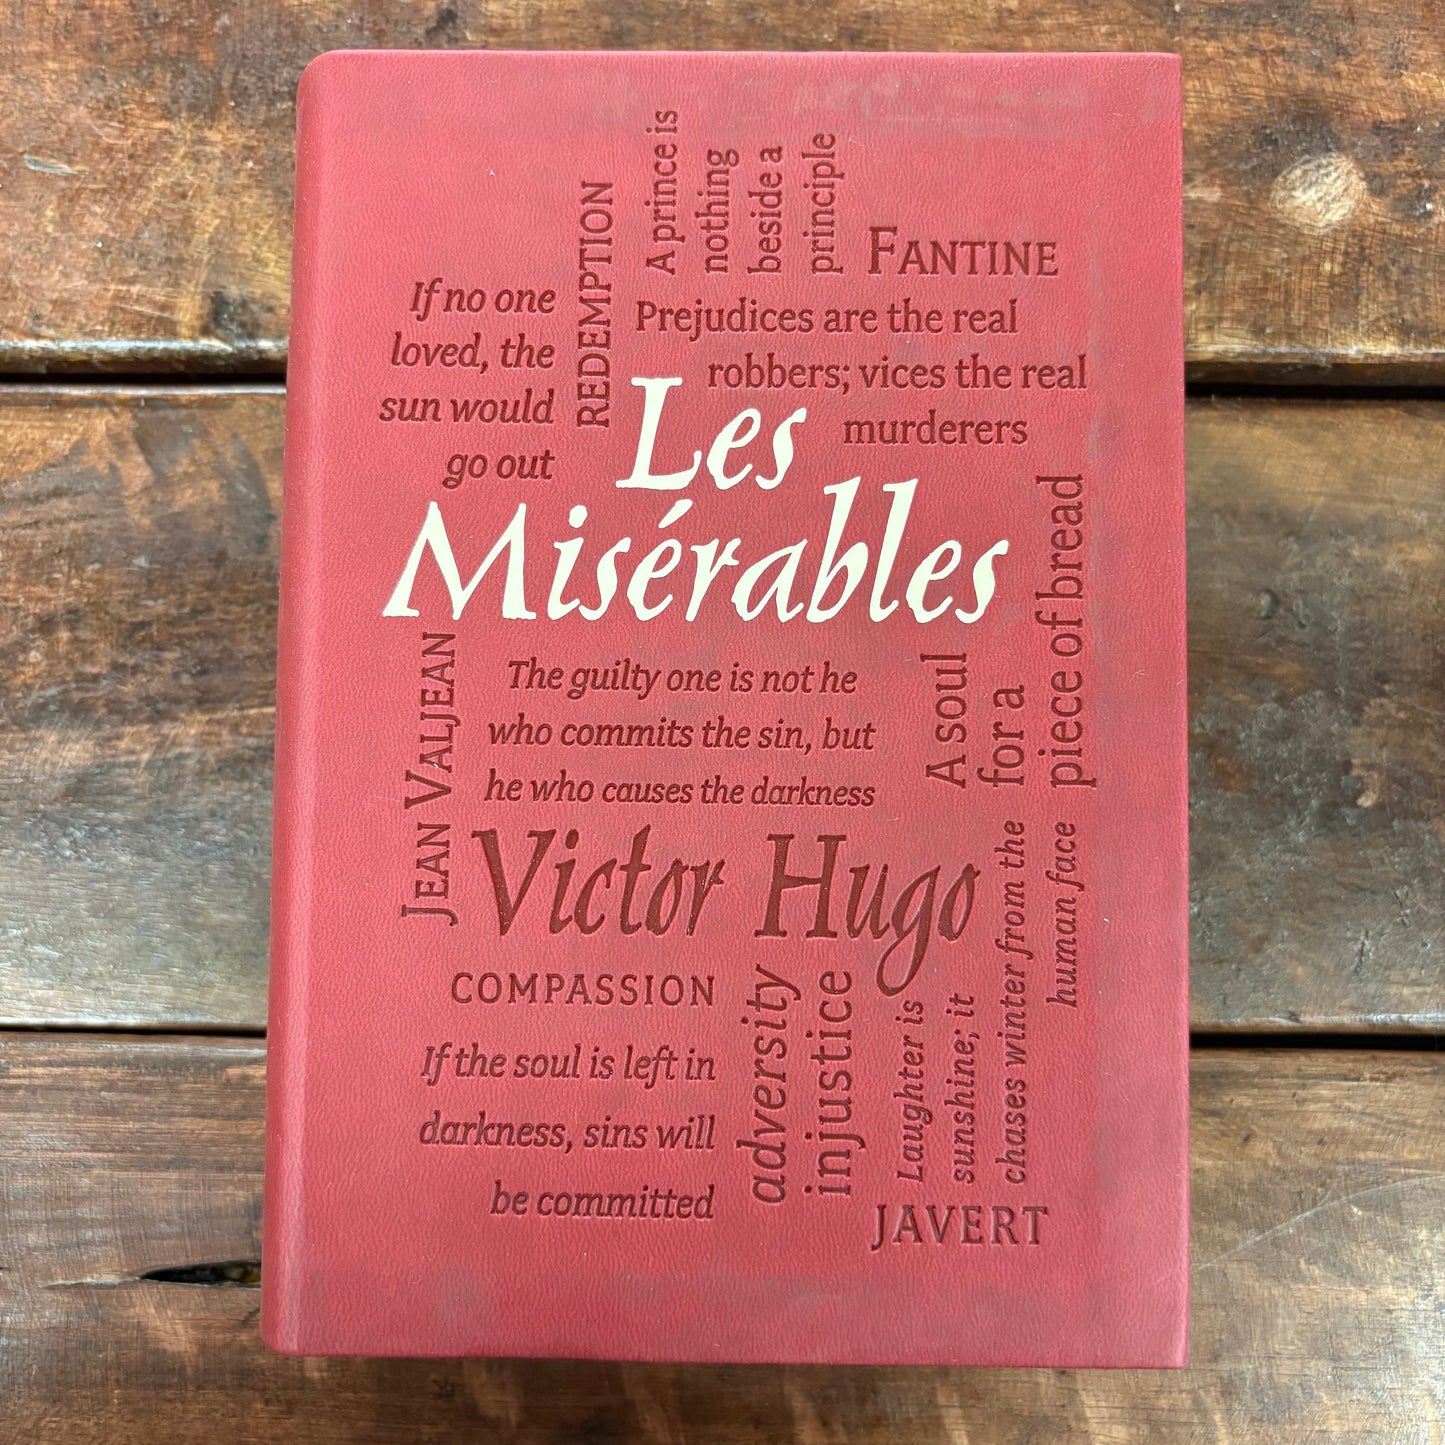 A prince is
nothing
beside a
principle
FANTINE
REDEMPTION
If no one
loved, the
sun would
go out
Prejudices are the real
robbers; vices the real
murderers
Les
Misérables
A soul
for a
piece of bread
JEAN VALJEAN
The guilty one is not he
who commits the sin, but
he who causes the darkness
Victor Hugo
COMPASSION
If the soul is left in
darkness, sins will
be committed
adversity
injustice
Laughter is
sunshine; it
chases winter from the
human face
JAVERT